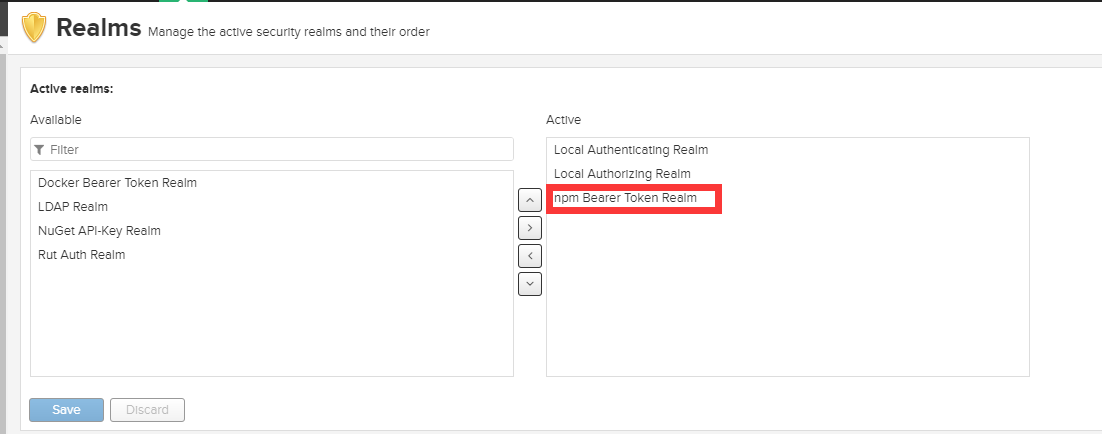 Realms Manage the active security realms and their order
Active realms:
Available
Active
Filter
Docker Bearer Token Realm
LDAP Realm
NuGet API-Key Realm
Rut Auth Realm
Local Authenticating Realm
Local Authorizing Realm
npm Bearer Token Realm
Save
Discard